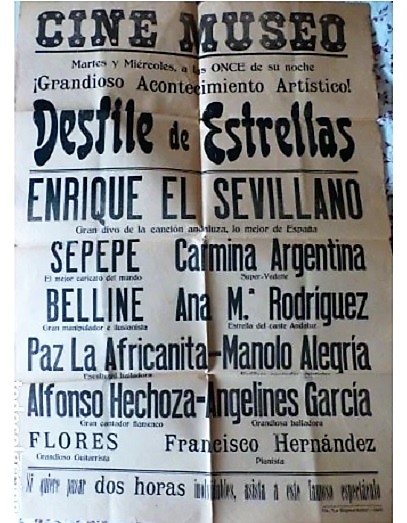 CINE MUSEO
Martes y Miércoles, a las ONCE de su noche
¡Grandioso Acontecimiento Artístico!
Desfile de Estrellas
ENRIQUE EL SEVILLANO
Gran divo de la canción andaluza, lo mejor de España
SEPEPE Carmina Argentina
El mejor caricato del mundo Super-Vedette
BELLINE Ana M.ª Rodríguez
Gran manipulador e ilusionista Estrella del cante Andaluz
Paz La Africanita-Manolo Alegría
bailadora
Alfonso Hechoza-Angelines García
Gran cantador flamenco Grandiosa bailadora
FLORES Francisco Hernández
Grandioso Guitarrista Pianista
Si quiere pasar dos horas inolvidables, asista a este famoso espectáculo